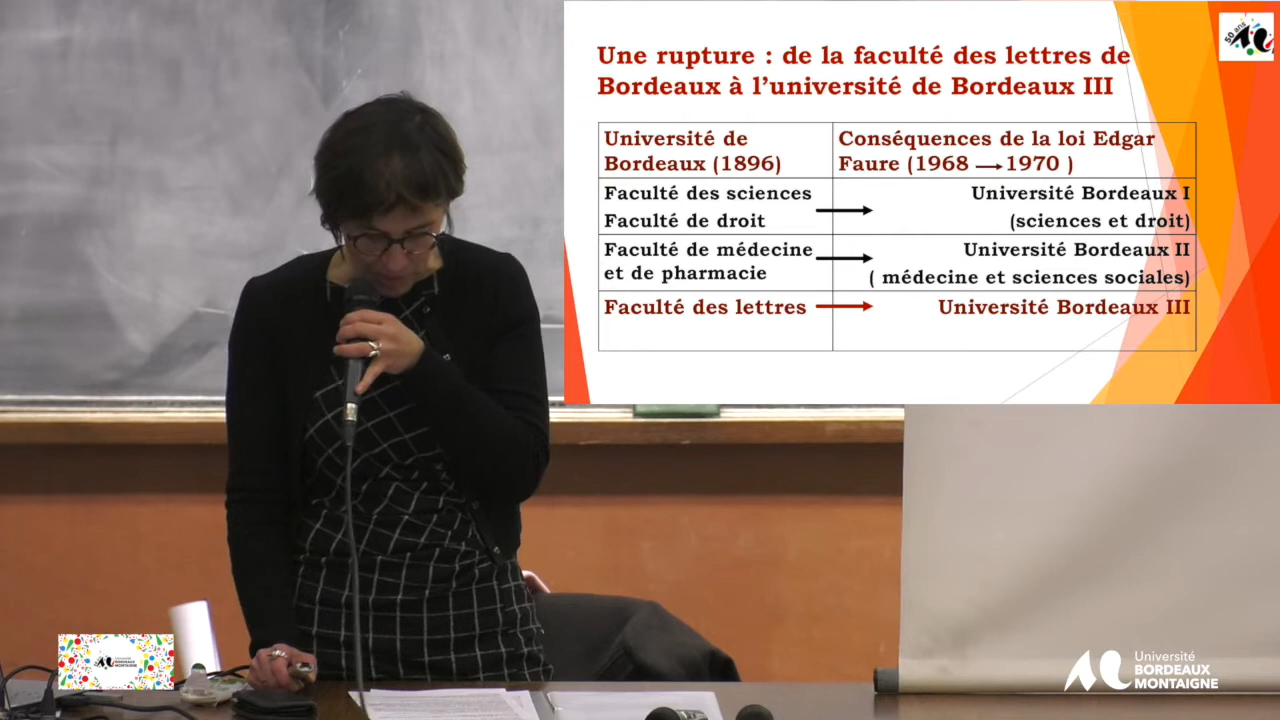 Une rupture : de la faculté des lettres de
Bordeaux à l’université de Bordeaux III
50 ans
Université de
Bordeaux (1896)
Conséquences de la loi Edgar
Faure (1968 → 1970 )
Faculté des sciences
Faculté de droit
Université Bordeaux I
(sciences et droit)
Faculté de médecine
et de pharmacie
Université Bordeaux II
( médecine et sciences sociales)
Faculté des lettres
Université Bordeaux III
Université
BORDEAUX
MONTAIGNE
Université
BORDEAUX
MONTAIGNE